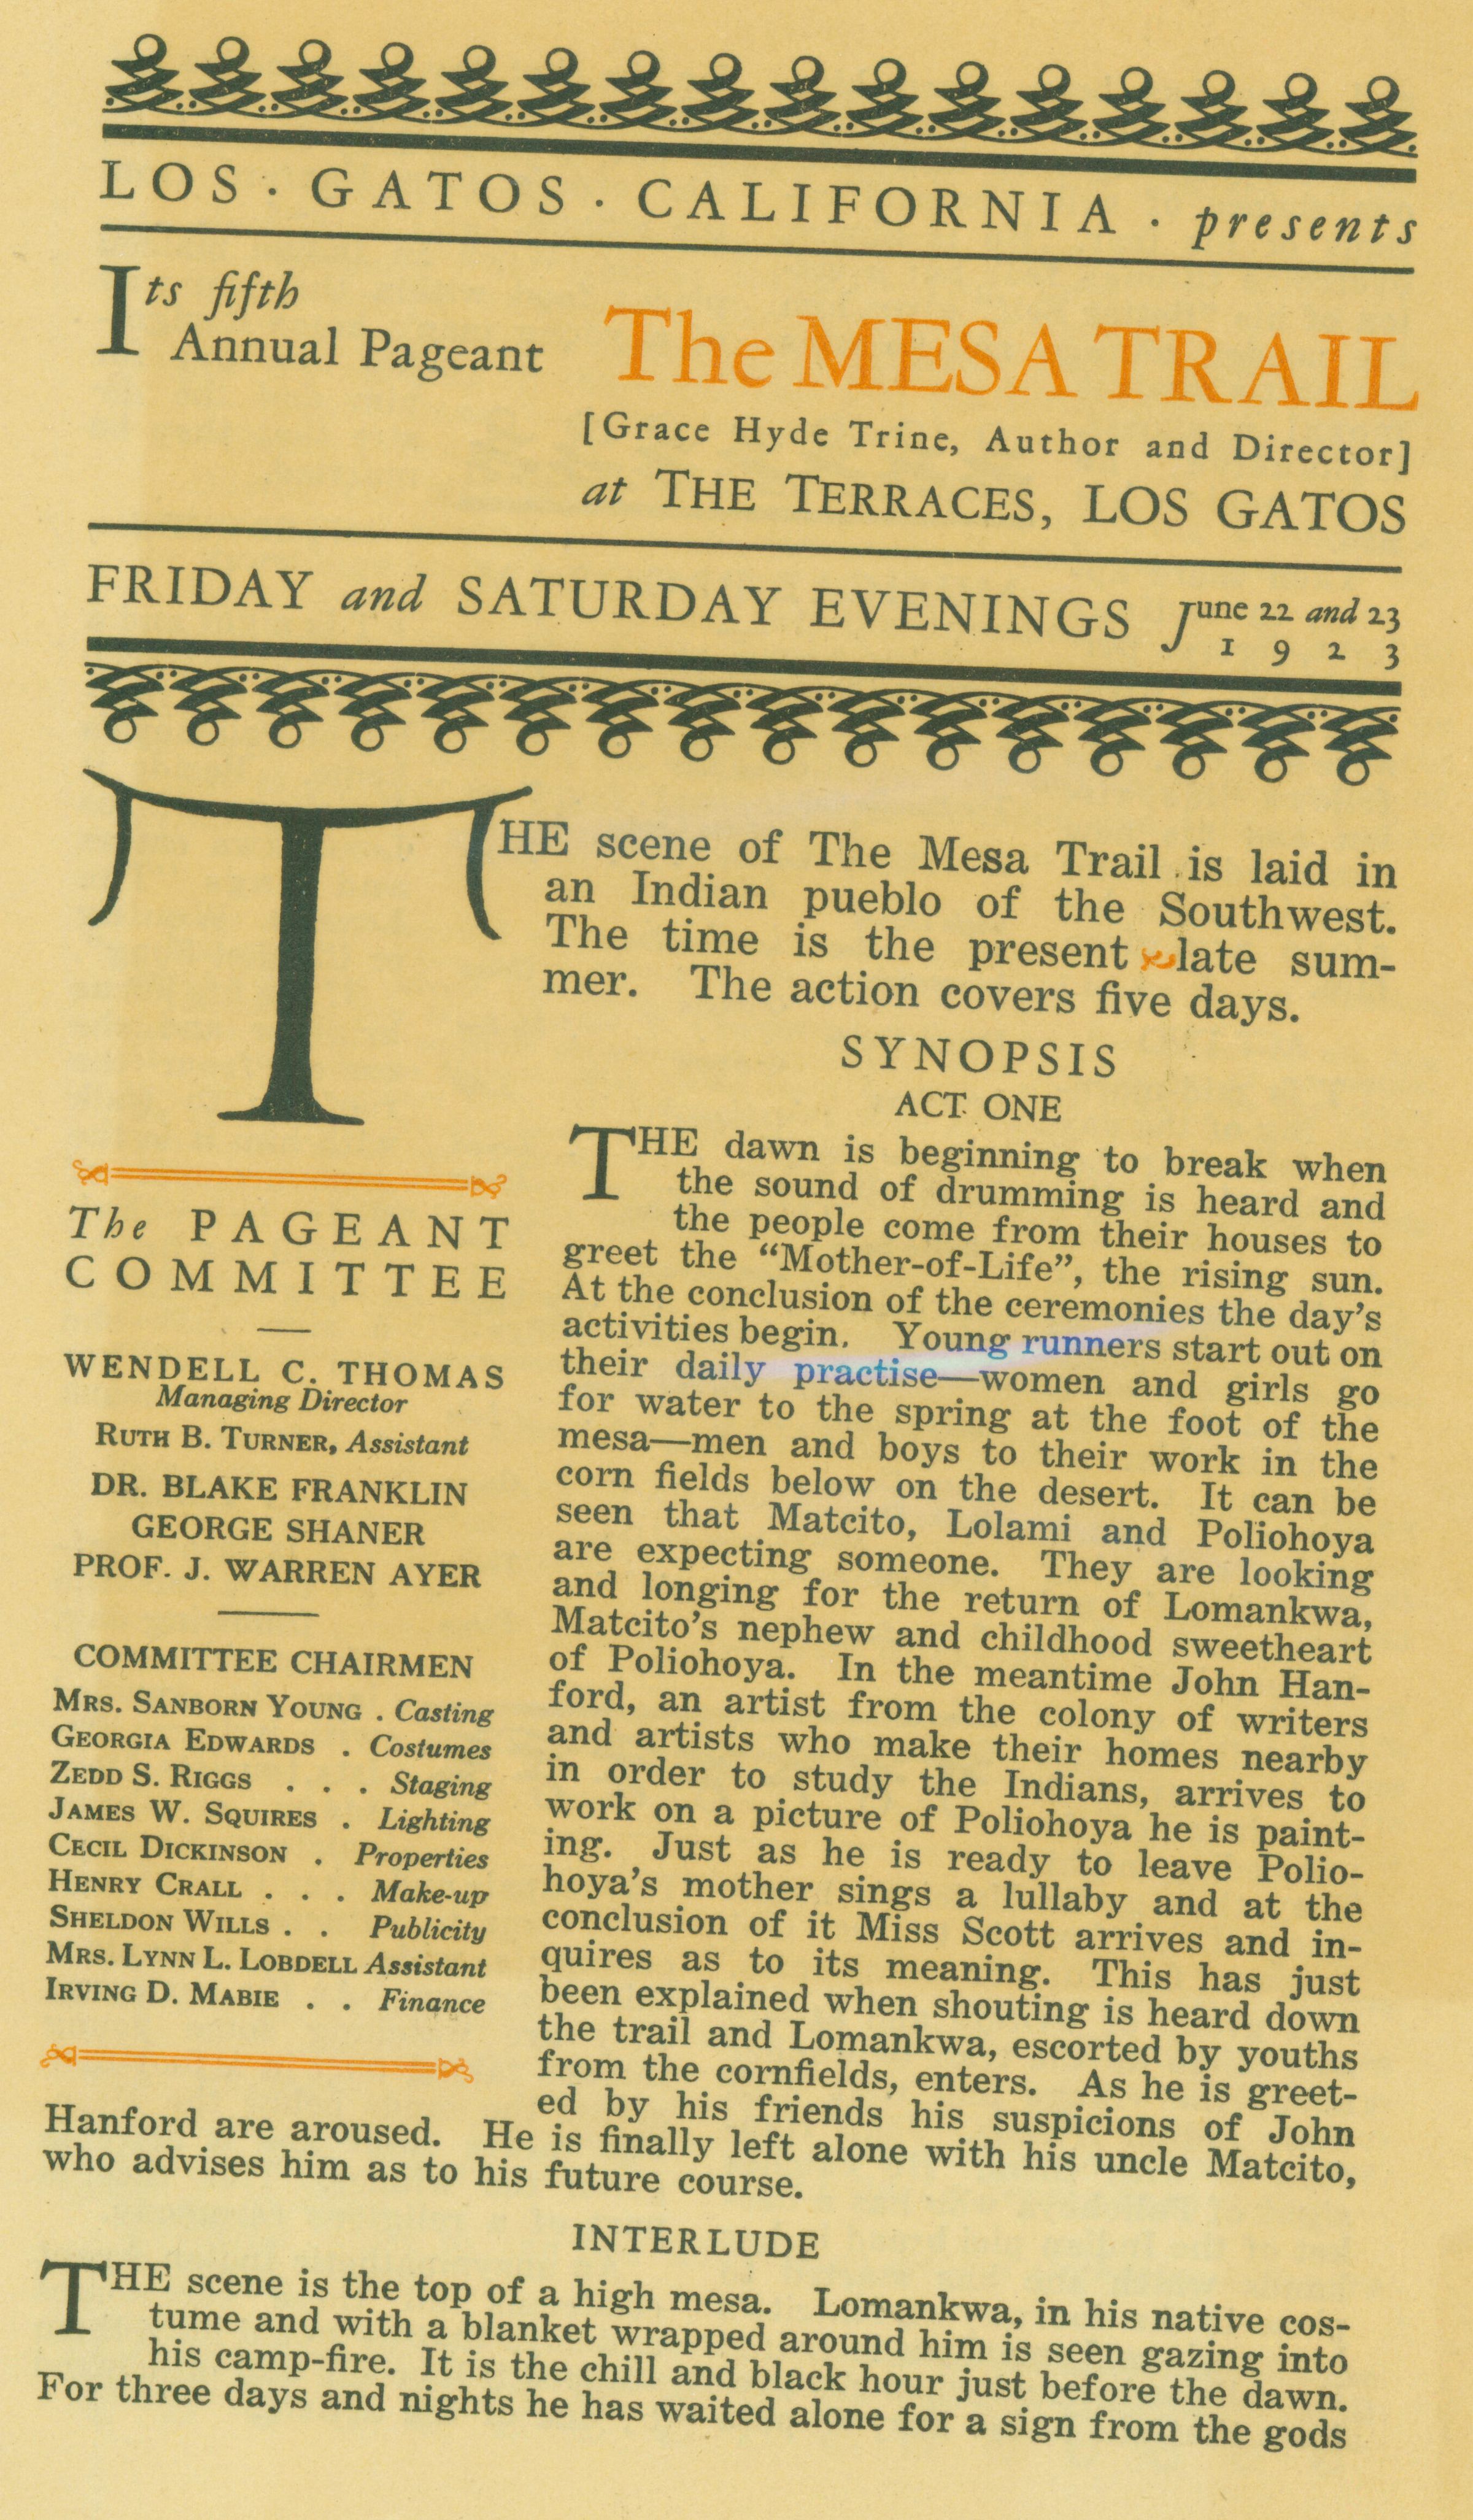 LOS · GATOS · CALIFORNIA · presents
Its fifth
Annual Pageant
The MESA TRAIL
[Grace Hyde Trine, Author and Director]
at THE TERRACES, LOS GATOS
FRIDAY and SATURDAY EVENINGS June 22 and 23
1923
THE scene of The Mesa Trail is laid in
an Indian pueblo of the Southwest.
The time is the present late sum-
mer. The action covers five days.
The PAGEANT
COMMITTEE
WENDELL C. THOMAS
Managing Director
RUTH B. TURNER, Assistant
DR. BLAKE FRANKLIN
GEORGE SHANER
PROF. J. WARREN AYER
COMMITTEE CHAIRMEN
MRS. SANBORN YOUNG . Casting
GEORGIA EDWARDS . Costumes
ZEDD S. RIGGS . . . Staging
JAMES W. SQUIRES . Lighting
CECIL DICKINSON . Properties
HENRY CRALL . . . Make-up
SHELDON WILLS . . Publicity
MRS. LYNN L. LOBDELL Assistant
IRVING D. MABIE . . Finance
SYNOPSIS
ACT ONE
THE dawn is beginning to break when
the sound of drumming is heard and
the people come from their houses to
greet the “Mother-of-Life”, the rising sun.
At the conclusion of the ceremonies the day’s
activities begin. Young runners start out on
their daily practise—women and girls go
for water to the spring at the foot of the
mesa—men and boys to their work in the
corn fields below on the desert. It can be
seen that Matcito, Lolami and Poliohoya
are expecting someone. They are looking
and longing for the return of Lomankwa,
Matcito’s nephew and childhood sweetheart
of Poliohoya. In the meantime John Han-
ford, an artist from the colony of writers
and artists who make their homes nearby
in order to study the Indians, arrives to
work on a picture of Poliohoya he is paint-
ing. Just as he is ready to leave Polio-
hoya’s mother sings a lullaby and at the
conclusion of it Miss Scott arrives and in-
quires as to its meaning. This has just
been explained when shouting is heard down
the trail and Lomankwa, escorted by youths
from the cornfields, enters. As he is greet-
ed by his friends his suspicions of John
Hanford are aroused. He is finally left alone with his uncle Matcito,
who advises him as to his future course.
INTERLUDE
THE scene is the top of a high mesa. Lomankwa, in his native cos-
tume and with a blanket wrapped around him is seen gazing into
his camp-fire. It is the chill and black hour just before the dawn.
For three days and nights he has waited alone for a sign from the gods